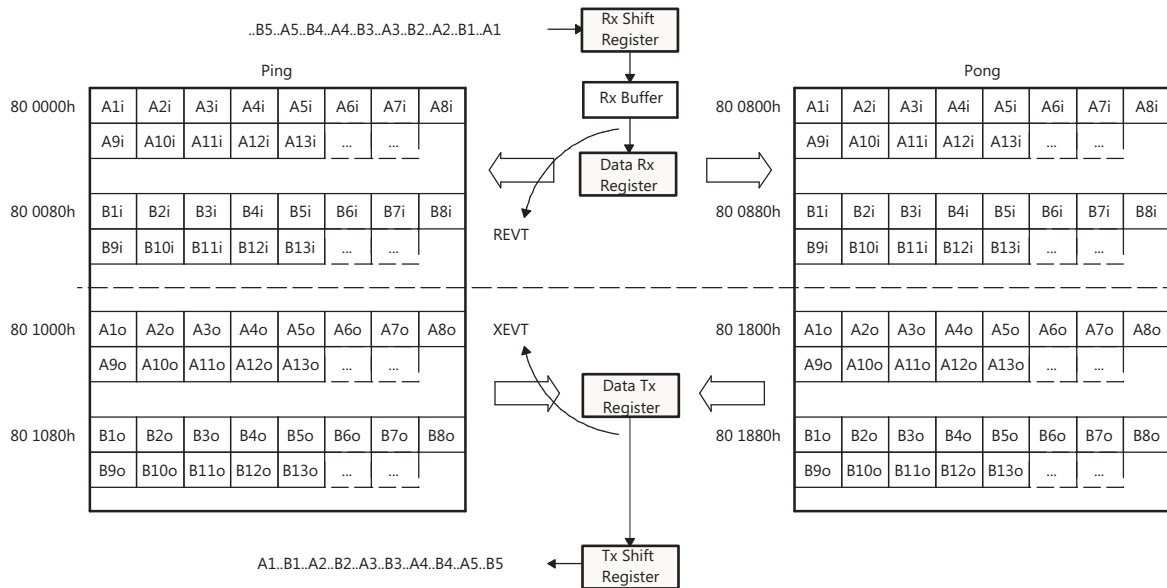 ..B5..A5..B4..A4..B3..A3..B2..A2..B1..A1
Rx Shift
Register
Ping
Rx Buffer
Data Rx
Register
REVT
Pong
80 0000h A1i A2i A3i A4i A5i A6i A7i A8i
A9i A10i A11i A12i A13i ... ...
80 0080h B1i B2i B3i B4i B5i B6i B7i B8i
B9i B10i B11i B12i B13i ... ...
80 0800h A1i A2i A3i A4i A5i A6i A7i A8i
A9i A10i A11i A12i A13i ... ...
80 0880h B1i B2i B3i B4i B5i B6i B7i B8i
B9i B10i B11i B12i B13i ... ...
80 1000h A1o A2o A3o A4o A5o A6o A7o A8o
A9o A10o A11o A12o A13o ... ...
80 1080h B1o B2o B3o B4o B5o B6o B7o B8o
B9o B10o B11o B12o B13o ... ...
XEVT
Data Tx
Register
80 1800h A1o A2o A3o A4o A5o A6o A7o A8o
A9o A10o A11o A12o A13o ... ...
80 1880h B1o B2o B3o B4o B5o B6o B7o B8o
B9o B10o B11o B12o B13o ... ...
A1..B1..A2..B2..A3..B3..A4..B4..A5..B5
Tx Shift
Register